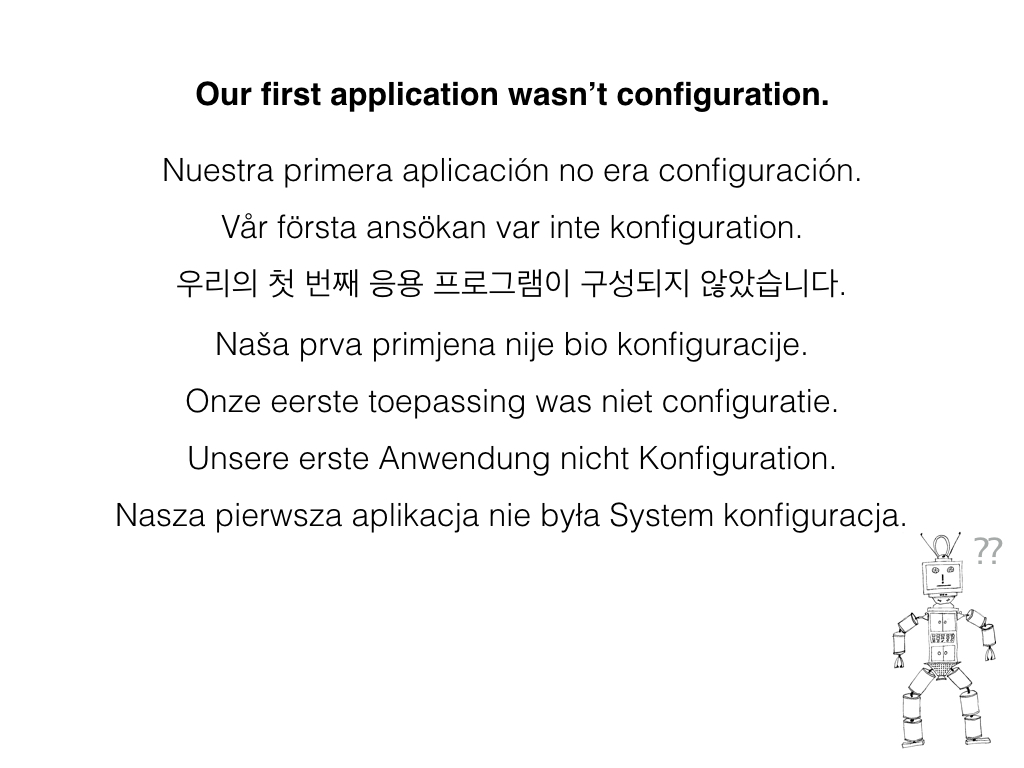 Our first application wasn’t configuration.
Nuestra primera aplicación no era configuración.
Vår första ansökan var inte konfiguration.
우리의 첫 번째 응용 프로그램이 구성되지 않았습니다.
Naša prva primjena nije bio konfiguracije.
Onze eerste toepassing was niet configuratie.
Unsere erste Anwendung nicht Konfiguration.
Nasza pierwsza aplikacja nie była System konfiguracja.
??
!